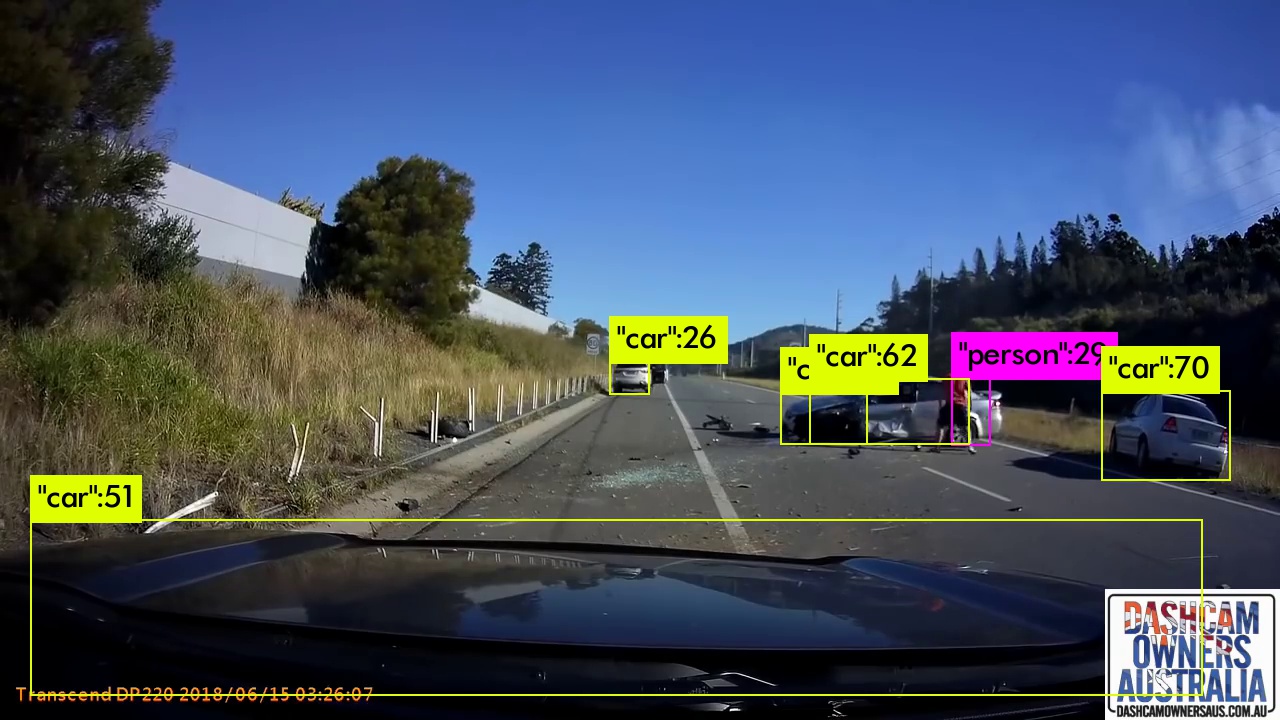 "car":26
"c
"car":62
"person":29
"car":70
"car":51
Transcend DP220 2018/06/15 03:26:07
DASHCAM
OWNERS
AUSTRALIA
DASHCAMOWNERSAUS.COM.AU